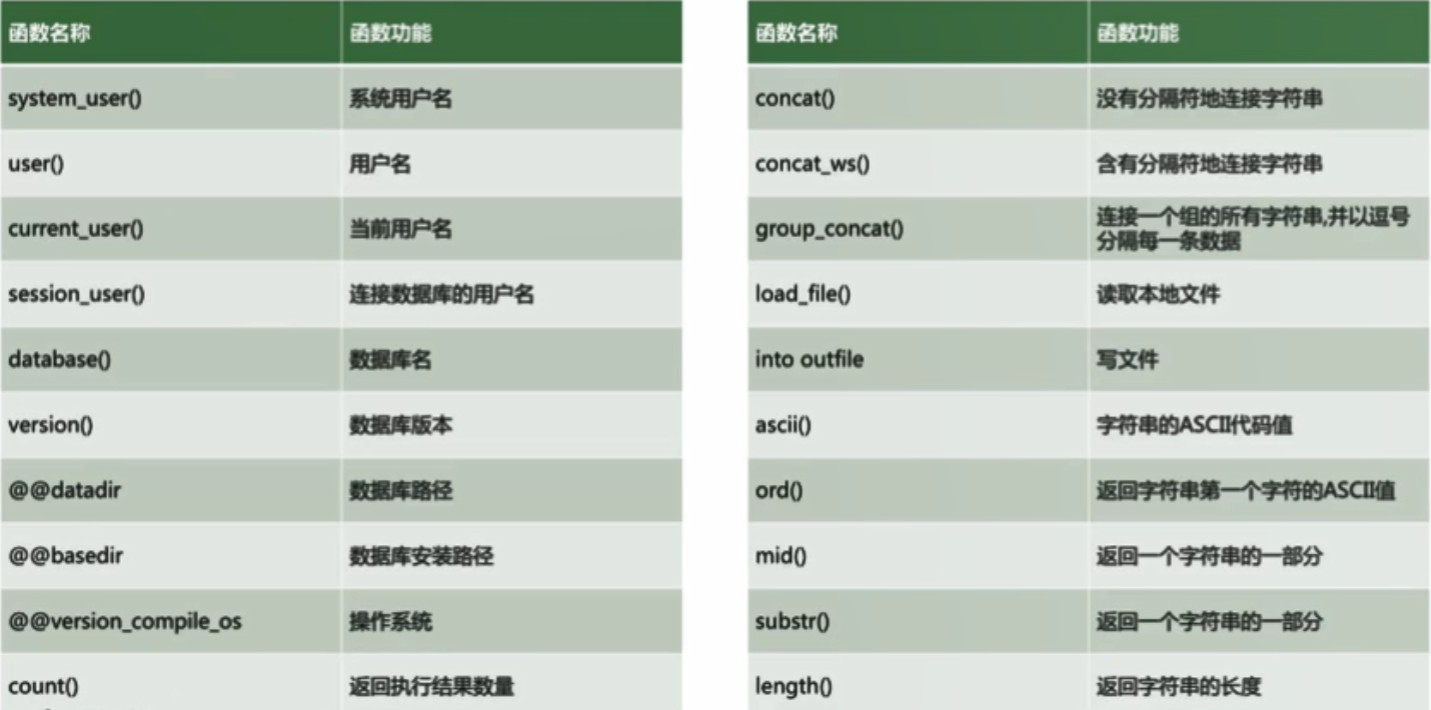 函数名称 函数功能
system_user() 系统用户名
user() 用户名
current_user() 当前用户名
session_user() 连接数据库的用户名
database() 数据库名
version() 数据库版本
@@datadir 数据库路径
@@basedir 数据库安装路径
@@version_compile_os 操作系统
count() 返回执行结果数量
函数名称 函数功能
concat() 没有分隔符地连接字符串
concat_ws() 含有分隔符地连接字符串
group_concat() 连接一个组的所有字符串,并以逗号
分隔每一条数据
load_file() 读取本地文件
into outfile 写文件
ascii() 字符串的ASCII代码值
ord() 返回字符串第一个字符的ASCII值
mid() 返回一个字符串的一部分
substr() 返回一个字符串的一部分
length() 返回字符串的长度